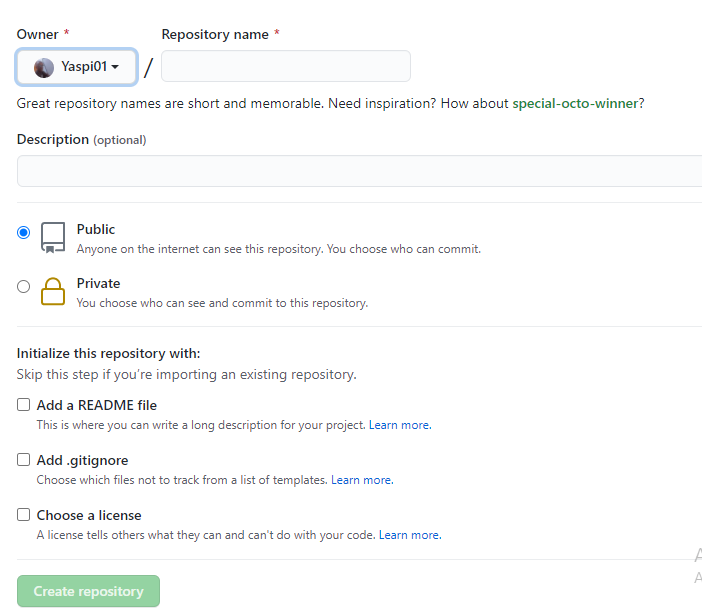 Owner * Repository name *
Yaspi01 /
Great repository names are short and memorable. Need inspiration? How about special-octo-winner?
Description (optional)
Public
Anyone on the internet can see this repository. You choose who can commit.
Private
You choose who can see and commit to this repository.
Initialize this repository with:
Skip this step if you're importing an existing repository.
Add a README file
This is where you can write a long description for your project. Learn more.
Add .gitignore
Choose which files not to track from a list of templates. Learn more.
Choose a license
A license tells others what they can and can't do with your code. Learn more.
Create repository